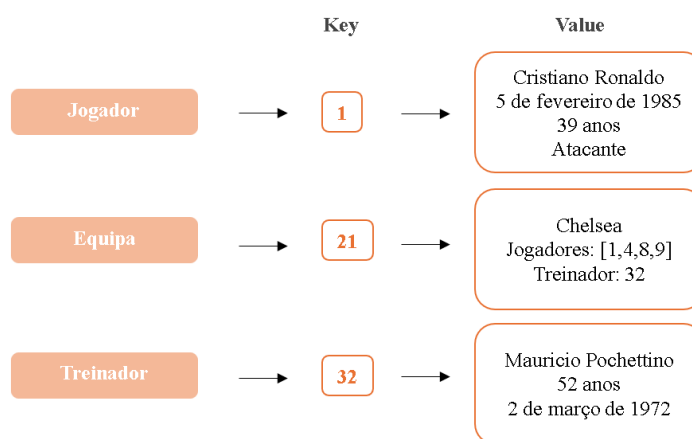 Key
Value
Jogador
1
Cristiano Ronaldo
5 de fevereiro de 1985
39 anos
Atacante
Equipa
21
Chelsea
Jogadores: [1,4,8,9]
Treinador: 32
Treinador
32
Mauricio Pochettino
52 anos
2 de março de 1972